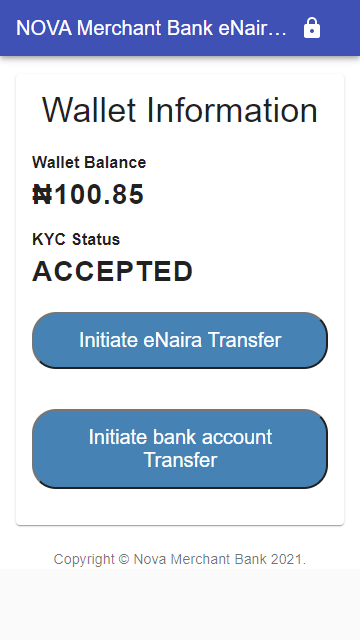 NOVA Merchant Bank eNair...
Wallet Information
Wallet Balance
₦100.85
KYC Status
ACCEPTED
Initiate eNaira Transfer
Initiate bank account
Transfer
Copyright © Nova Merchant Bank 2021.